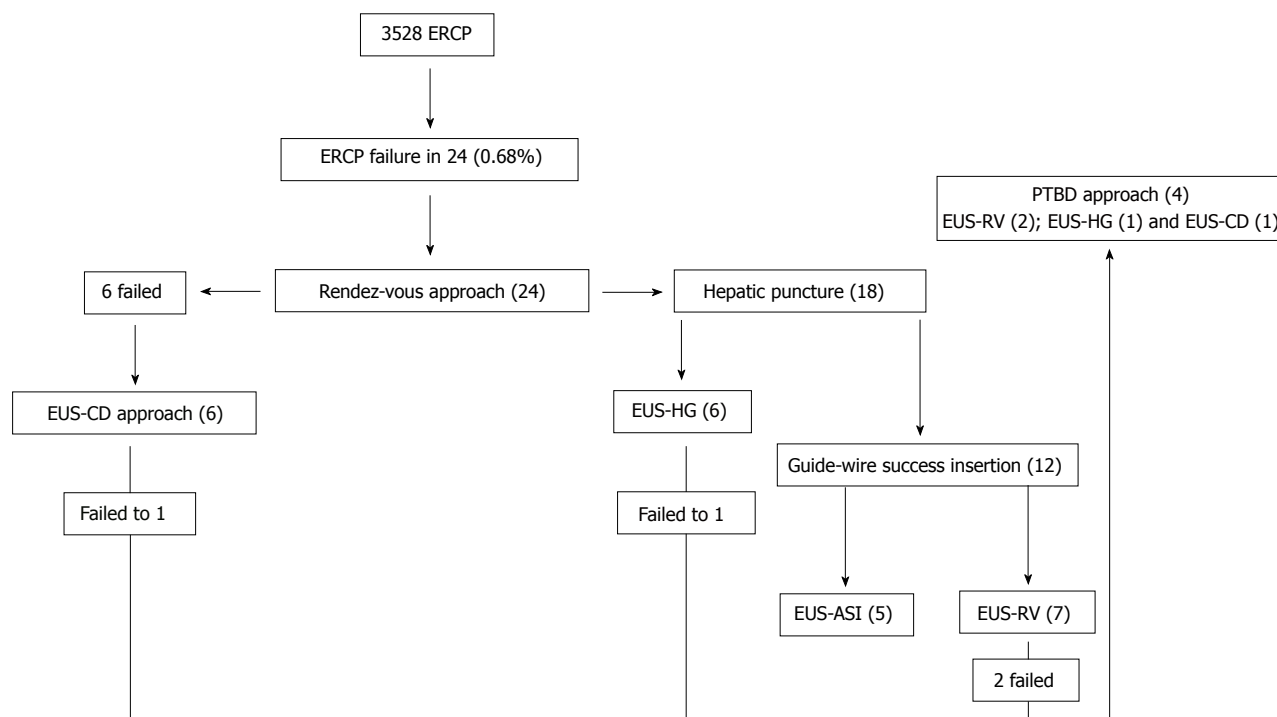 3528 ERCP
ERCP failure in 24 (0.68%)
PTBD approach (4)
EUS-RV (2); EUS-HG (1) and EUS-CD (1)
6 failed
Rendez-vous approach (24)
Hepatic puncture (18)
EUS-CD approach (6)
EUS-HG (6)
Guide-wire success insertion (12)
Failed to 1
Failed to 1
EUS-ASI (5)
EUS-RV (7)
2 failed